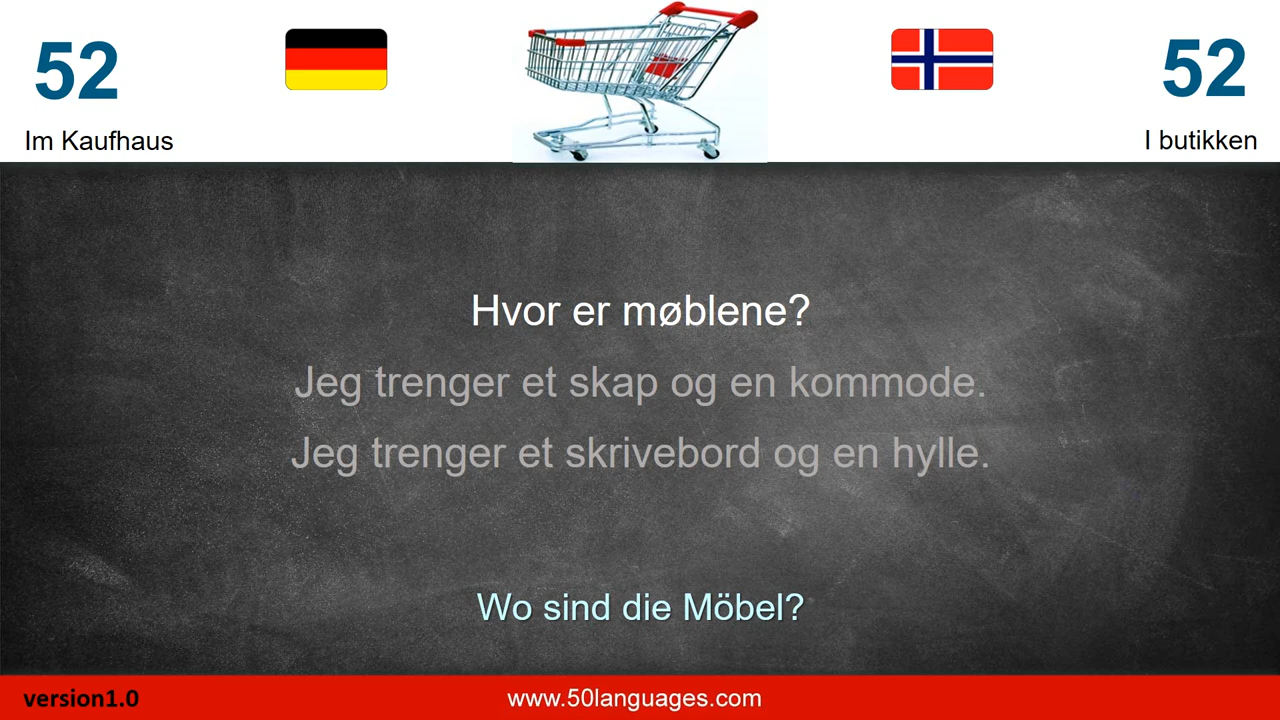 52
52
Im Kaufhaus
I butikken
Hvor er møblene?
Jeg trenger et skap og en kommode.
Jeg trenger et skrivebord og en hylle.
Wo sind die Möbel?
version1.0
www.50languages.com